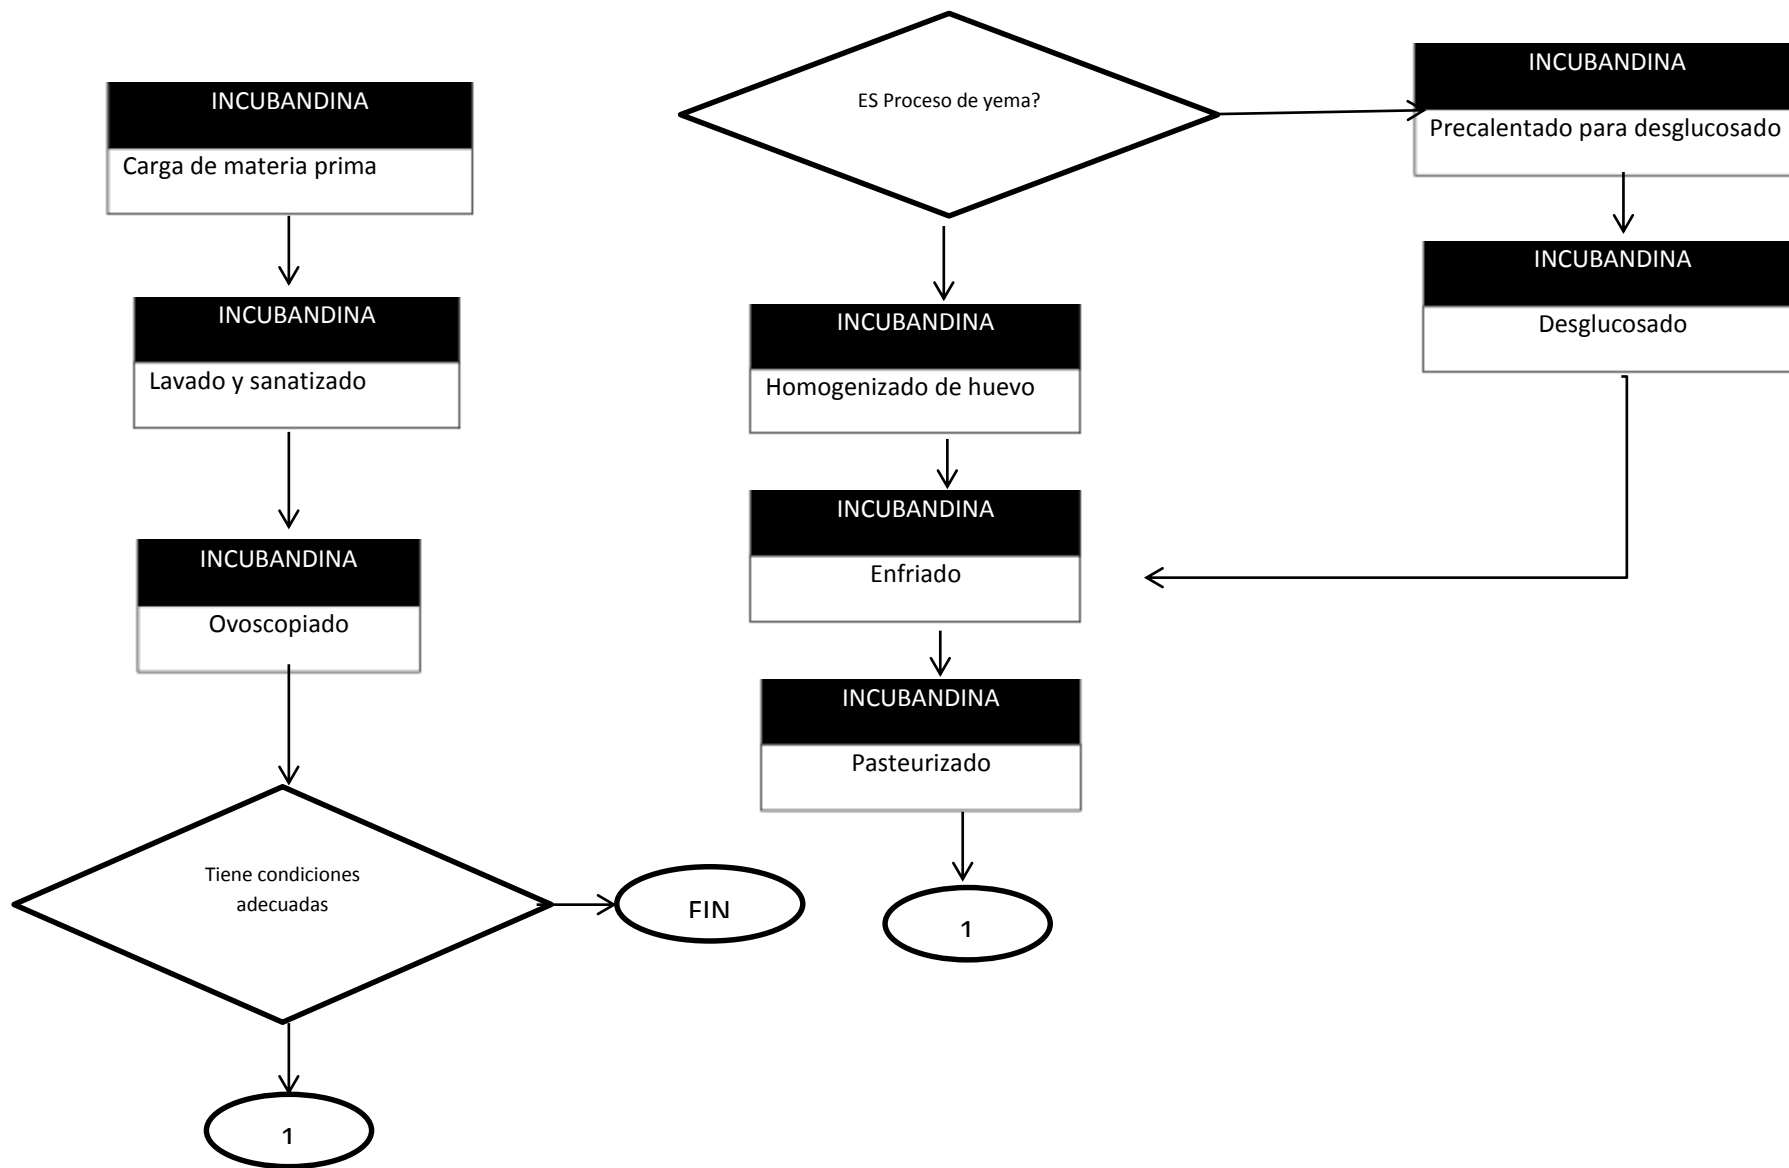 INCUBANDINA
Carga de materia prima
INCUBANDINA
Lavado y sanatizado
INCUBANDINA
Ovoscopiado
Tiene condiciones
adecuadas
FIN
1
ES Proceso de yema?
INCUBANDINA
Homogenizado de huevo
INCUBANDINA
Enfriado
INCUBANDINA
Pasteurizado
1
INCUBANDINA
Precalentado para desglucosado
INCUBANDINA
Desglucosado